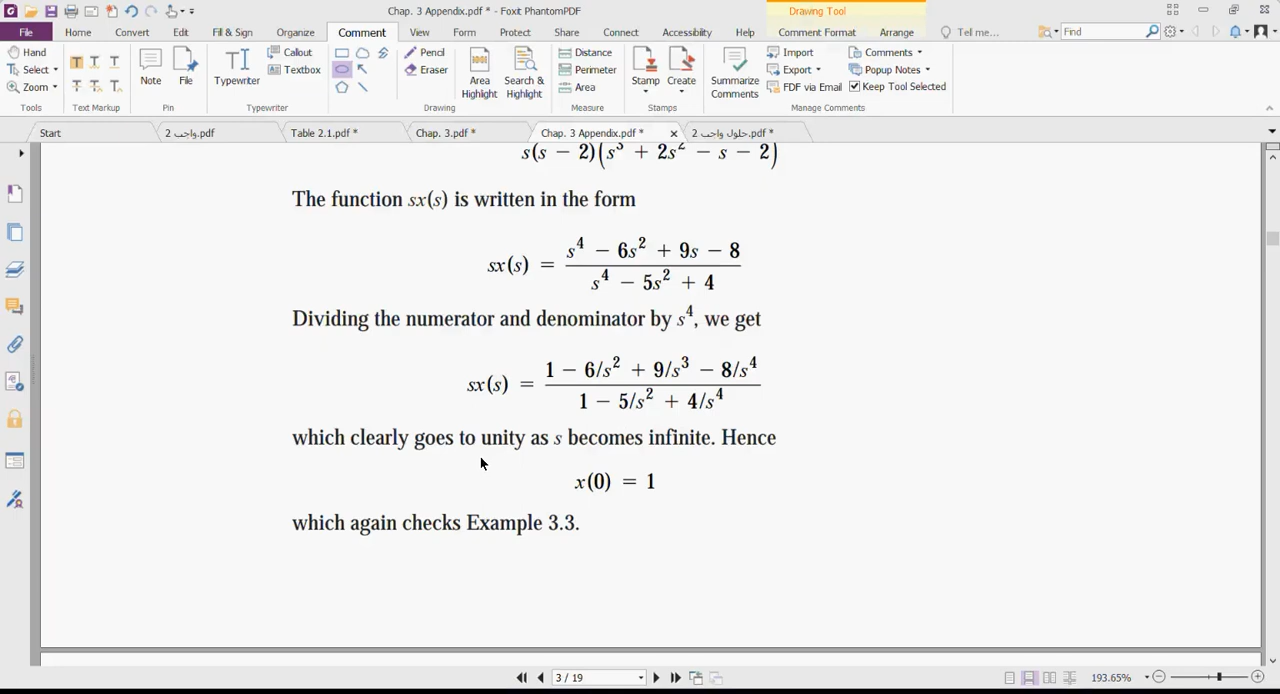 Chap. 3 Appendix.pdf * - Foxit PhantomPDF
Drawing Tool
File Home Convert Edit Fill & Sign Organize Comment View Form Protect Share Connect Accessibility Help Comment Format Arrange Tell me... Find
Hand
Select
Zoom
Tools
Text Markup
Note
File
Pin
Typewriter
Callout
Textbox
Typewriter
Pencil
Eraser
Drawing
Area Highlight
Search & Highlight
Distance
Perimeter
Area
Measure
Stamp
Create
Stamps
Summarize Comments
Import
Export
FDF via Email
Comments
Popup Notes
Keep Tool Selected
Manage Comments
Start
واجب 2.pdf
Table 2.1.pdf *
Chap. 3.pdf *
Chap. 3 Appendix.pdf *
حلول واجب 2.pdf *
s(s − 2)(s³ + 2s² − s − 2)
The function sx(s) is written in the form
sx(s) = (s⁴ − 6s² + 9s − 8) / (s⁴ − 5s² + 4)
Dividing the numerator and denominator by s⁴, we get
sx(s) = (1 − 6/s² + 9/s³ − 8/s⁴) / (1 − 5/s² + 4/s⁴)
which clearly goes to unity as s becomes infinite. Hence
x(0) = 1
which again checks Example 3.3.
3 / 19
193.65%